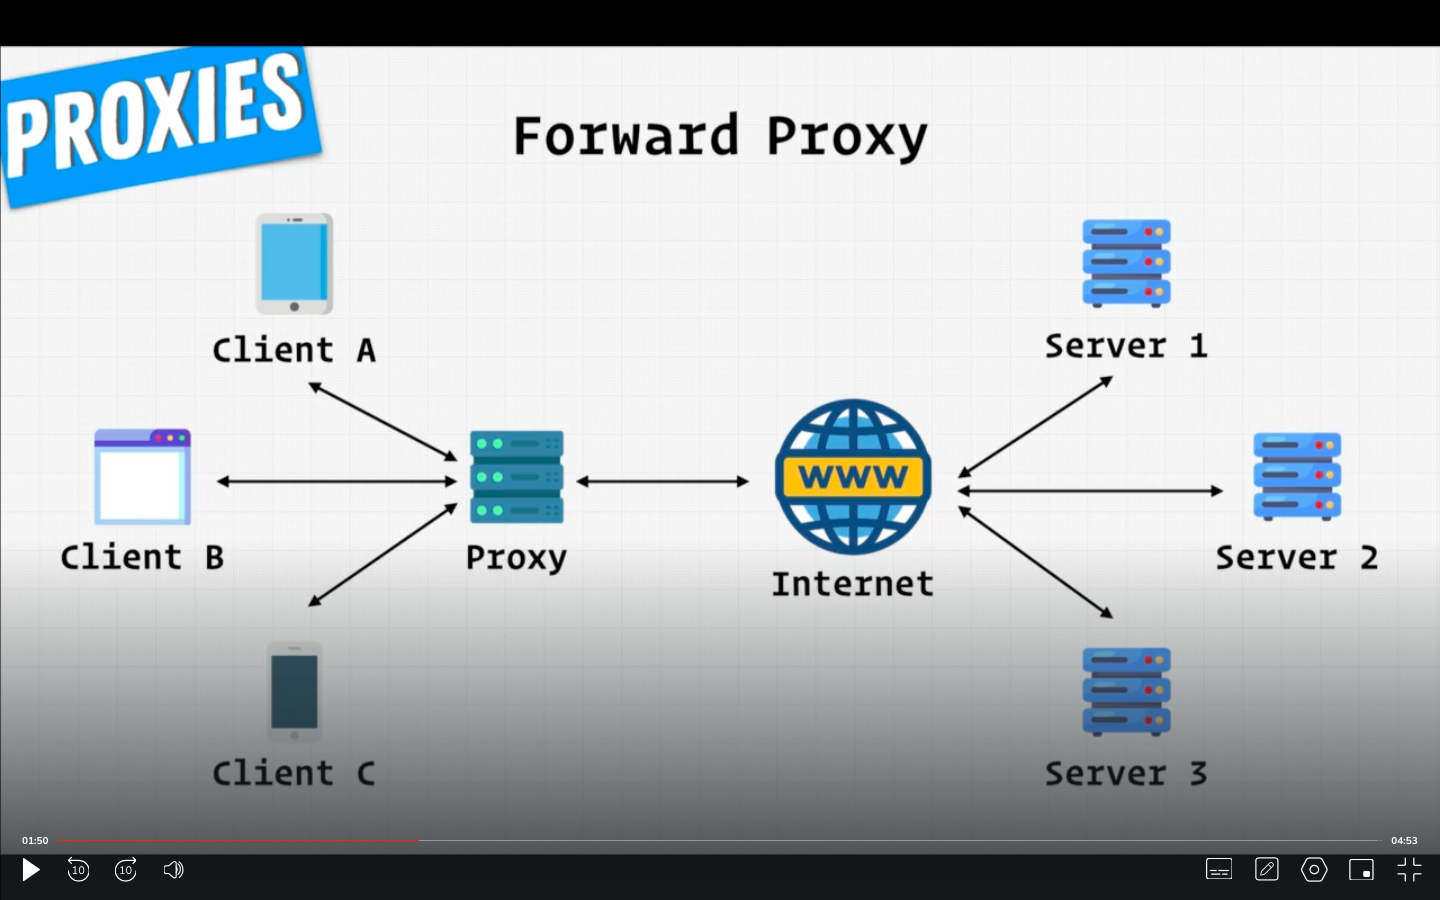 PROXIES
Forward Proxy
Client A
Server 1
Client B
Proxy
WWW
Internet
Server 2
Client C
Server 3
01:50
04:53
10
10